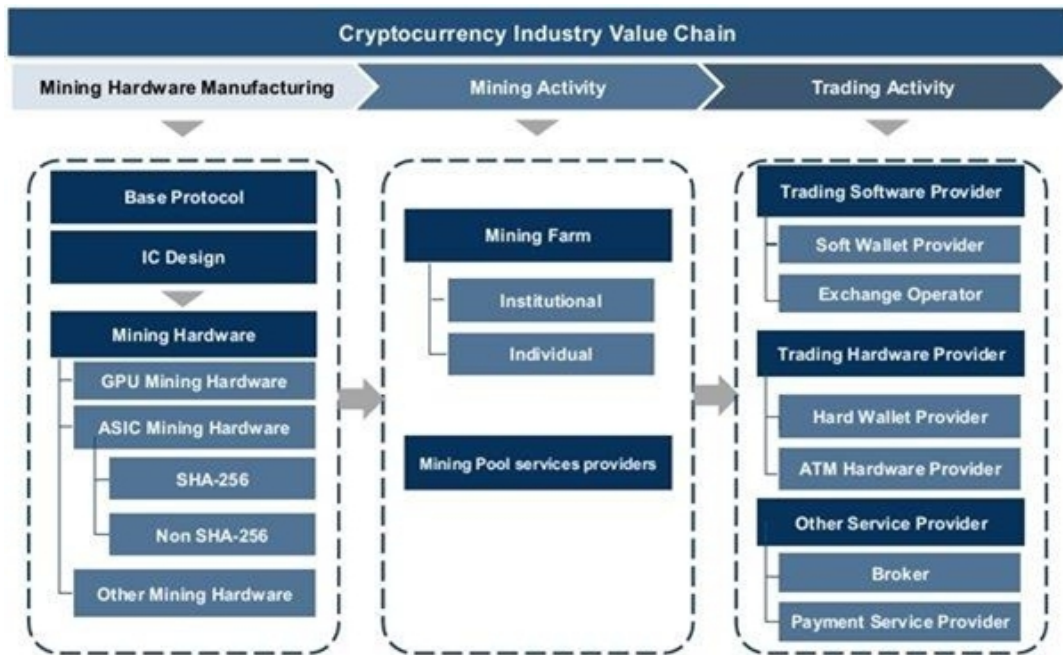 Cryptocurrency Industry Value Chain
Mining Hardware Manufacturing
Mining Activity
Trading Activity
Base Protocol
IC Design
Mining Hardware
GPU Mining Hardware
ASIC Mining Hardware
SHA-256
Non SHA-256
Other Mining Hardware
Mining Farm
Institutional
Individual
Mining Pool services providers
Trading Software Provider
Soft Wallet Provider
Exchange Operator
Trading Hardware Provider
Hard Wallet Provider
ATM Hardware Provider
Other Service Provider
Broker
Payment Service Provider